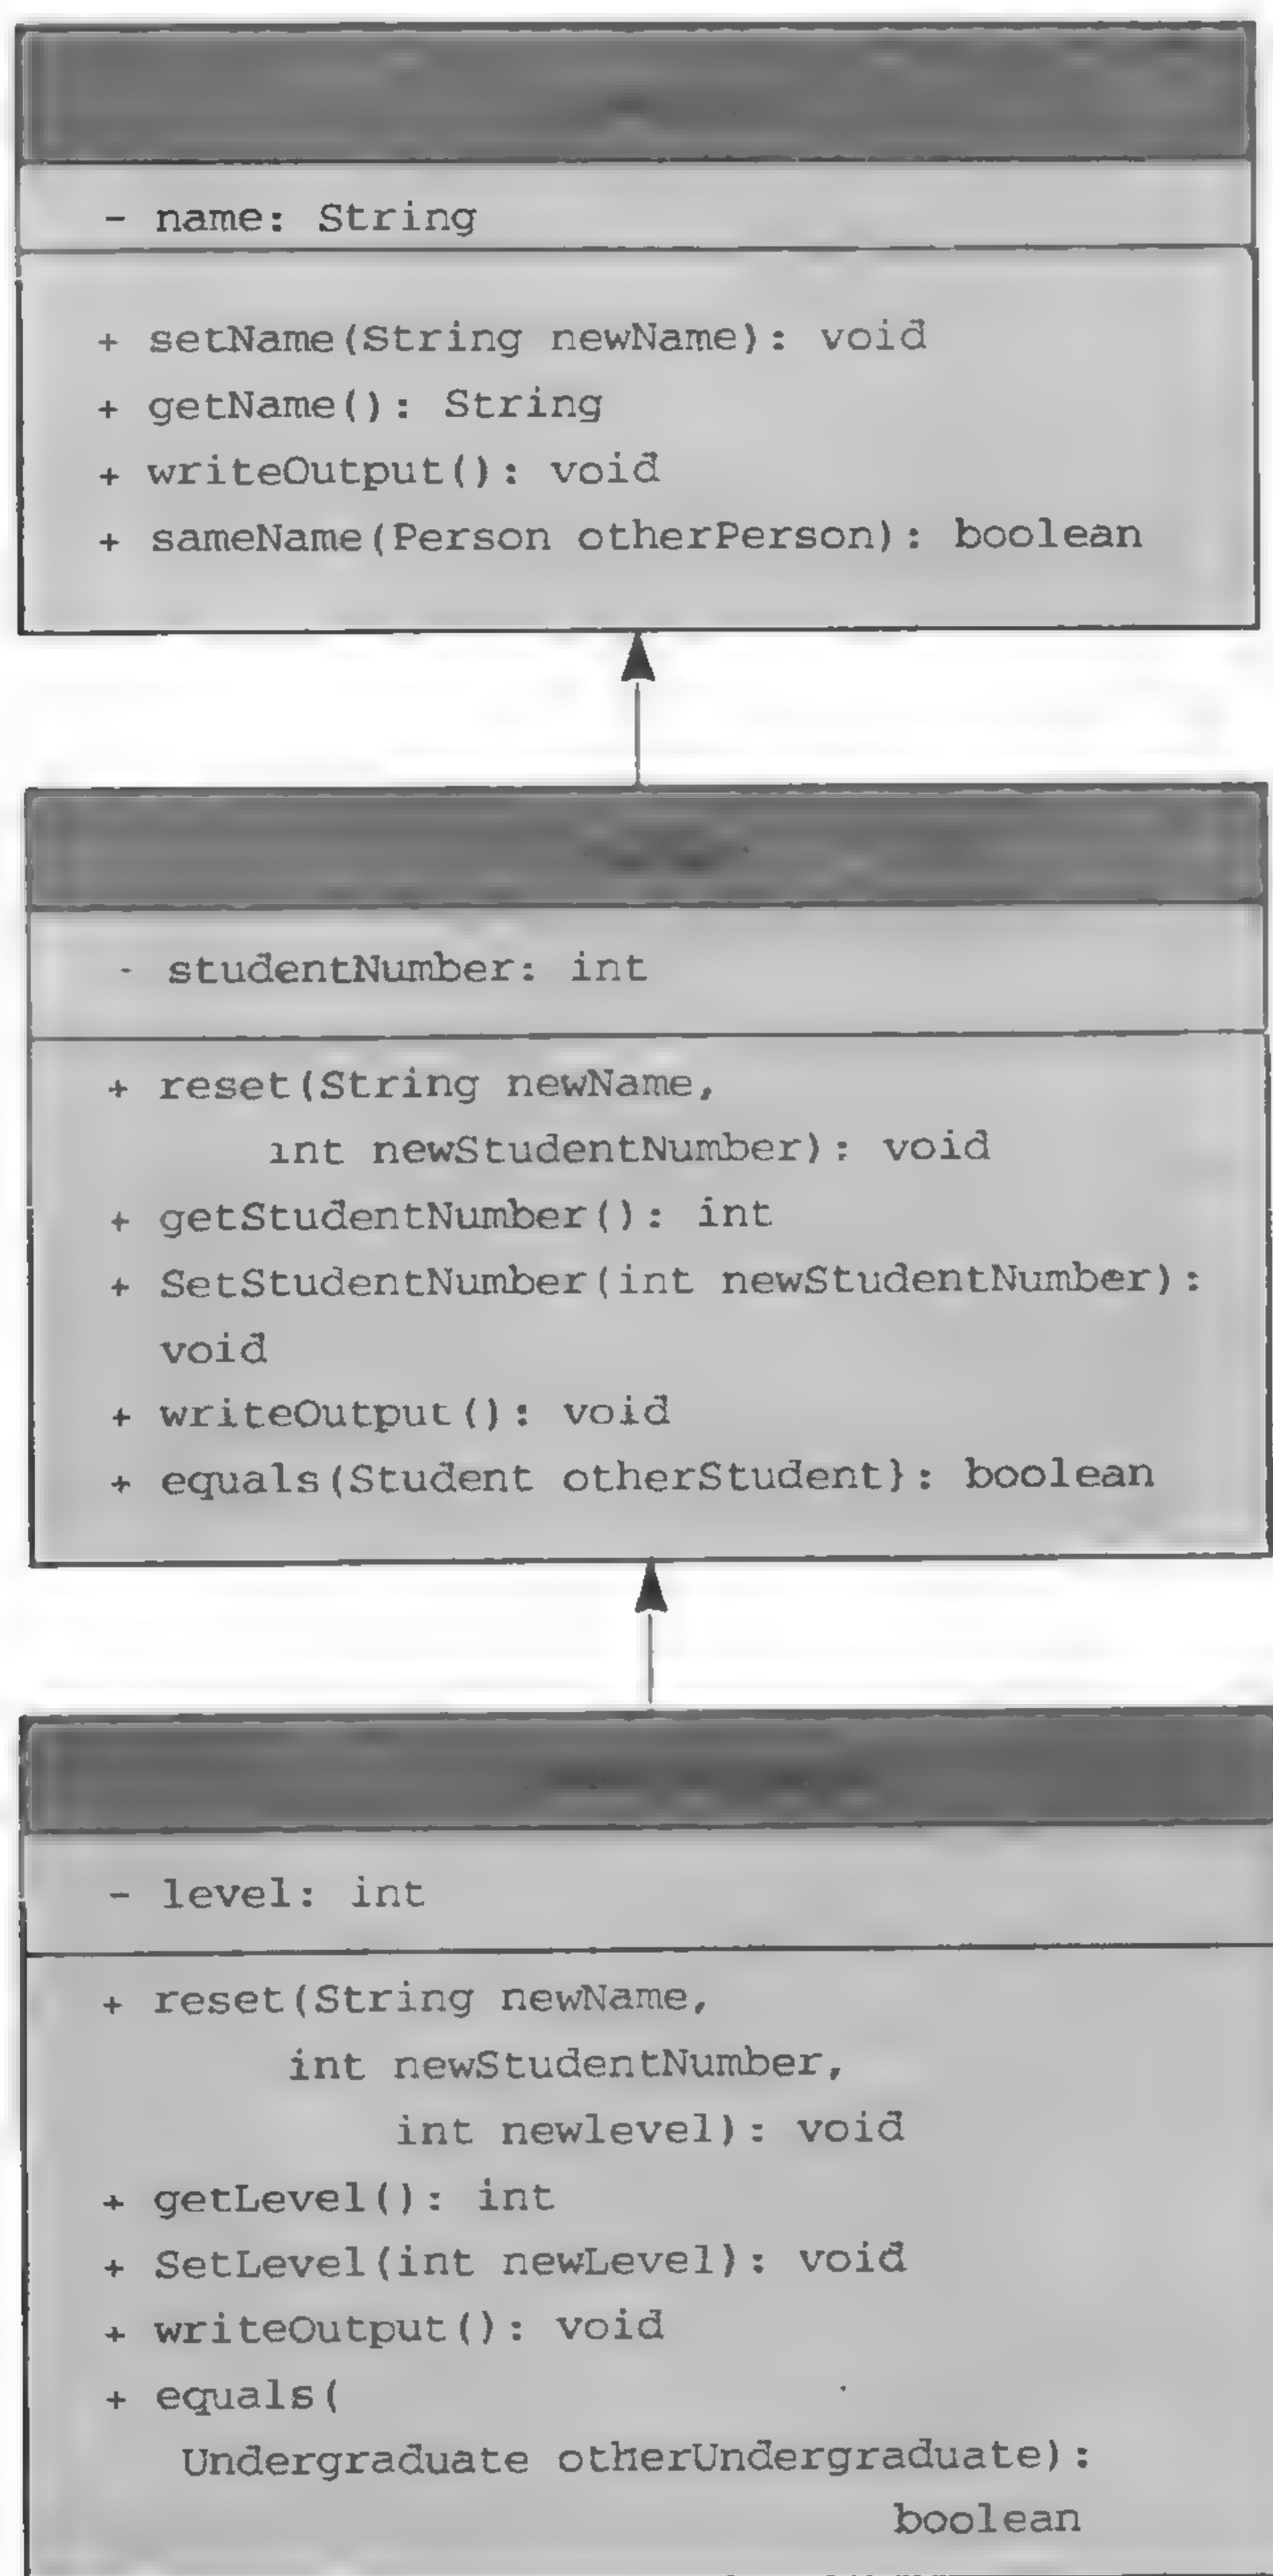 - name: String
+ setName(String newName): void
+ getName(): String
+ writeOutput(): void
+ sameName(Person otherPerson): boolean
- studentNumber: int
+ reset(String newName,
int newStudentNumber): void
+ getStudentNumber(): int
+ SetStudentNumber(int newStudentNumber):
void
+ writeOutput(): void
+ equals(Student otherStudent): boolean
- level: int
+ reset(String newName,
int newStudentNumber,
int newlevel): void
+ getLevel(): int
+ SetLevel(int newLevel): void
+ writeOutput(): void
+ equals(
Undergraduate otherUndergraduate):
boolean